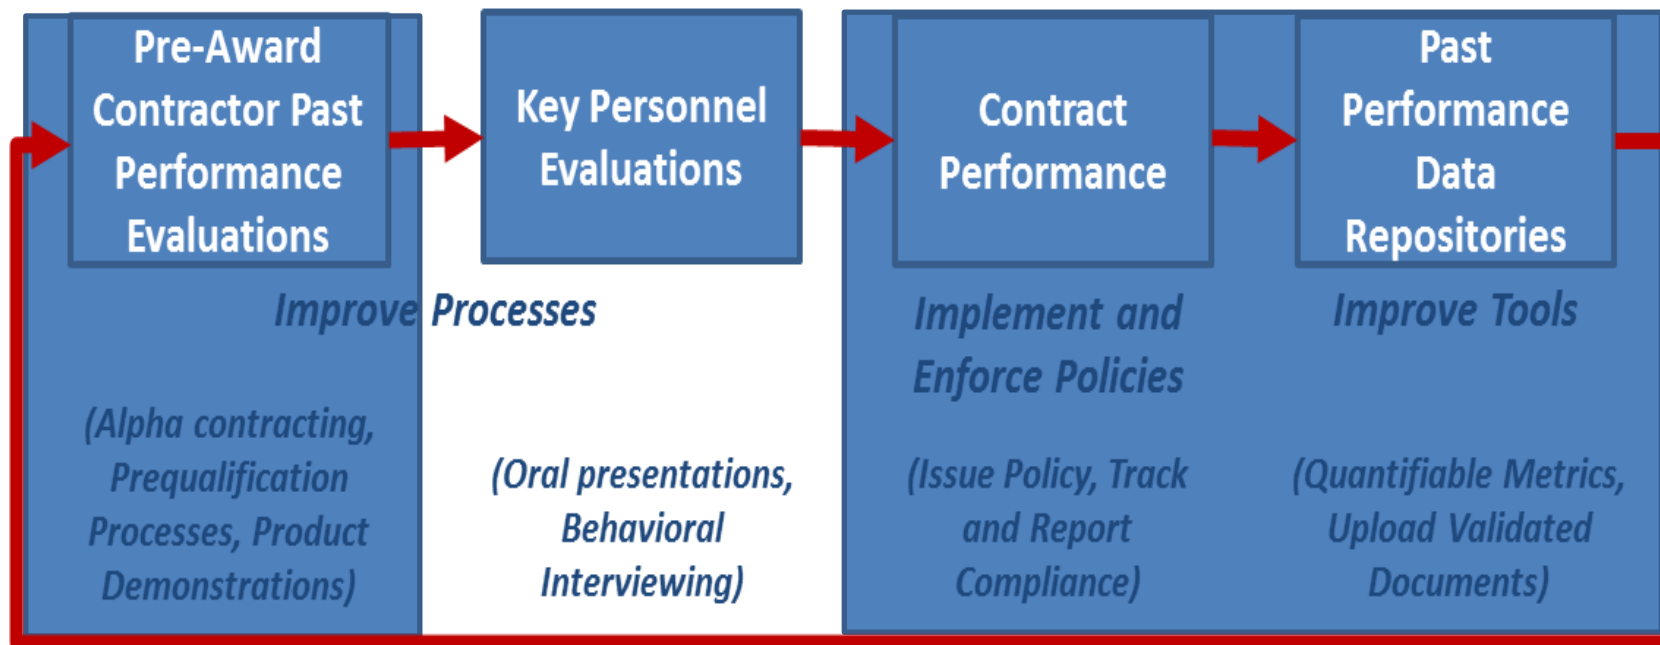 Pre-Award
Contractor Past
Performance
Evaluations
Key Personnel
Evaluations
Contract
Performance
Past
Performance
Data
Repositories
Improve Processes
Implement and
Enforce Policies
Improve Tools
(Alpha contracting,
Prequalification
Processes, Product
Demonstrations)
(Oral presentations,
Behavioral
Interviewing)
(Issue Policy, Track
and Report
Compliance)
(Quantifiable Metrics,
Upload Validated
Documents)